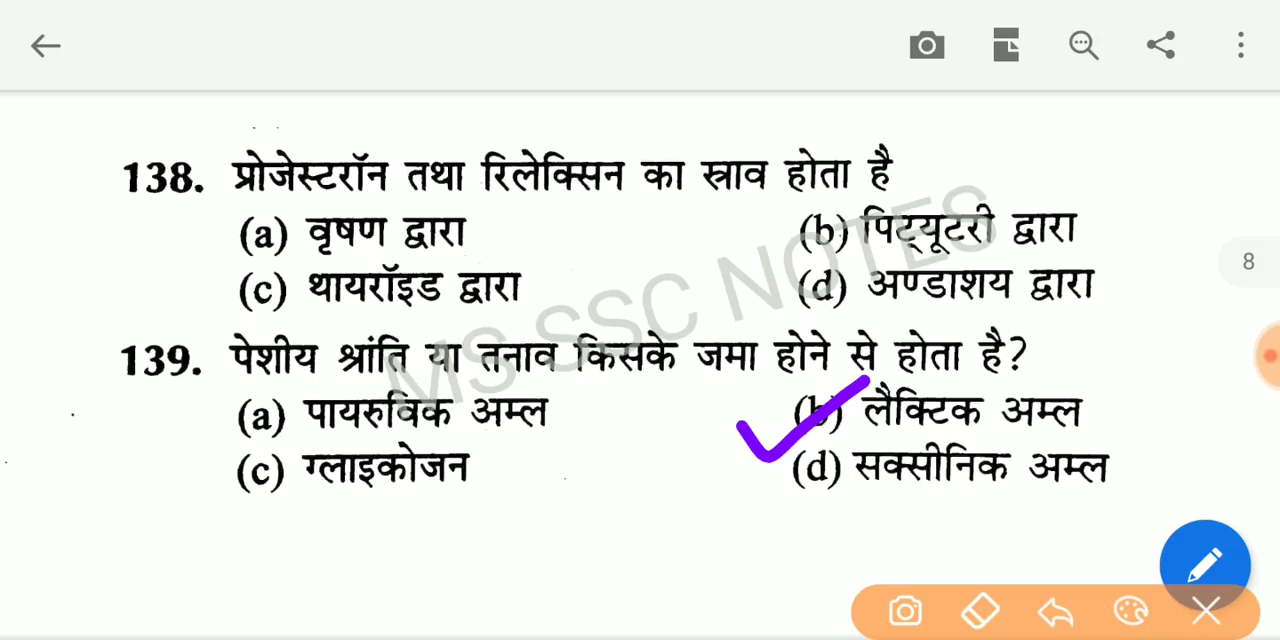 138. प्रोजेस्टरॉन तथा रिलेक्सिन का स्राव होता है
(a) वृषण द्वारा (b) पिट्यूटरी द्वारा
(c) थायरॉइड द्वारा (d) अण्डाशय द्वारा
8
139. पेशीय श्रांति या तनाव किसके जमा होने से होता है?
(a) पायरुविक अम्ल (b) लैक्टिक अम्ल
(c) ग्लाइकोजन (d) सक्सीनिक अम्ल
MS SSC NOTES